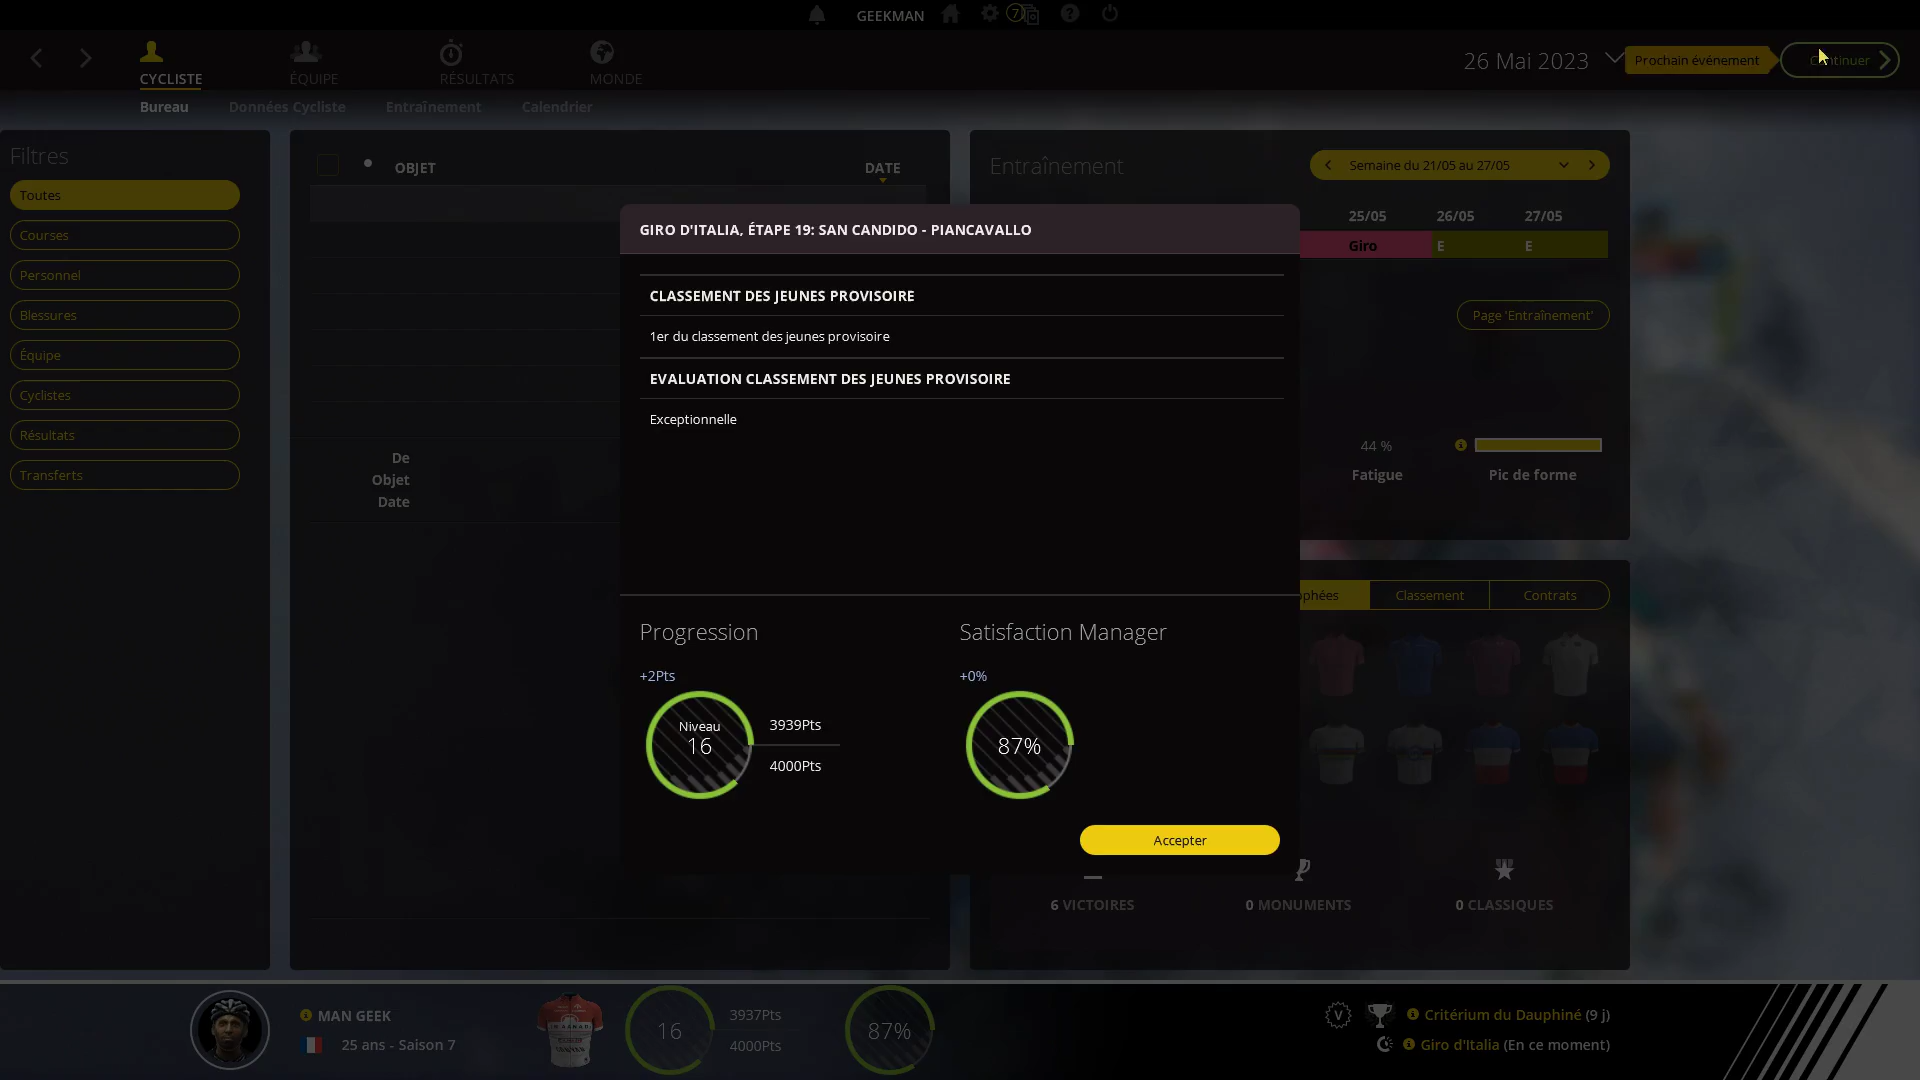 GEEKMAN
7
CYCLISTE
ÉQUIPE
RÉSULTATS
MONDE
26 Mai 2023
Prochain événement
Continuer
Bureau
Données Cycliste
Entraînement
Calendrier
Filtres
Toutes
Courses
Personnel
Blessures
Équipe
Cyclistes
Résultats
Transferts
OBJET
DATE
De
Objet
Date
Entraînement
Semaine du 21/05 au 27/05
25/05
26/05
27/05
Giro
E
E
Page 'Entraînement'
44 %
Fatigue
Pic de forme
GIRO D'ITALIA, ÉTAPE 19: SAN CANDIDO - PIANCAVALLO
CLASSEMENT DES JEUNES PROVISOIRE
1er du classement des jeunes provisoire
EVALUATION CLASSEMENT DES JEUNES PROVISOIRE
Exceptionnelle
Progression
+2Pts
Niveau
16
3939Pts
4000Pts
Satisfaction Manager
+0%
87%
Accepter
phées
Classement
Contrats
6 VICTOIRES
0 MONUMENTS
0 CLASSIQUES
MAN GEEK
25 ans - Saison 7
16
3937Pts
4000Pts
87%
V
Critérium du Dauphiné (9 j)
Giro d'Italia (En ce moment)